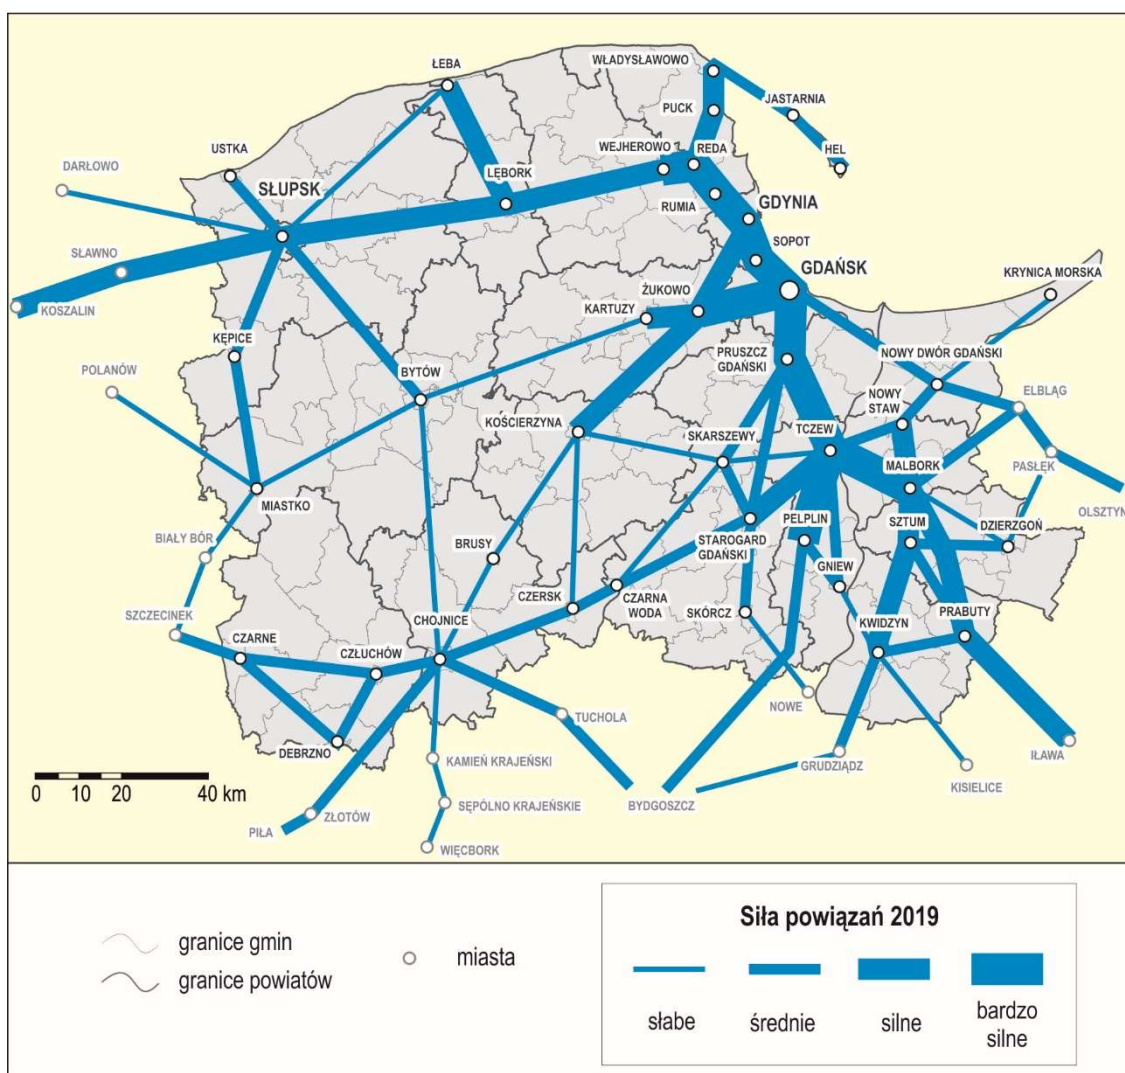 ŁEBA
WŁADYSŁAWOWO
JASTARNIA
PUCK
USTKA
WEJHEROWO
REDA
HEL
DARŁOWO
SŁUPSK
LĘBORK
RUMIA
GDYNIA
SŁAWNO
SOPOT
GDAŃSK
KRYNICA MORSKA
KOSZALIN
ŻUKOWO
KARTUZY
KĘPICE
PRUSZCZ
GDAŃSKI
NOWY DWÓR GDAŃSKI
POLANÓW
BYTÓW
ELBLĄG
NOWY
STAW
KOŚCIERZYNA
SKARSZEWY
TCZEW
MALBORK
PASŁĘK
MIASTKO
OLSZTYN
BIAŁY BÓR
BRUSY
STAROGARD
GDAŃSKI
PELPLIN
SZTUM
DZIERZGOŃ
GNIEW
SZCZECINEK
CZARNE
CZŁUCHÓW
CHOJNICE
CZERSK
CZARNA
WODA
SKÓRCZ
KWIDZYN
PRABUTY
NOWE
TUCHOLA
DEBRZNO
KAMIEŃ KRAJEŃSKI
GRUDZIĄDZ
KISIELICE
IŁAWA
0 10 20 40 km
SĘPÓLNO KRAJEŃSKIE
BYDGOSZCZ
PIŁA
ZŁOTÓW
WIĘCBORK
granice gmin
granice powiatów
miasta
Siła powiązań 2019
słabe
średnie
silne
bardzo
silne